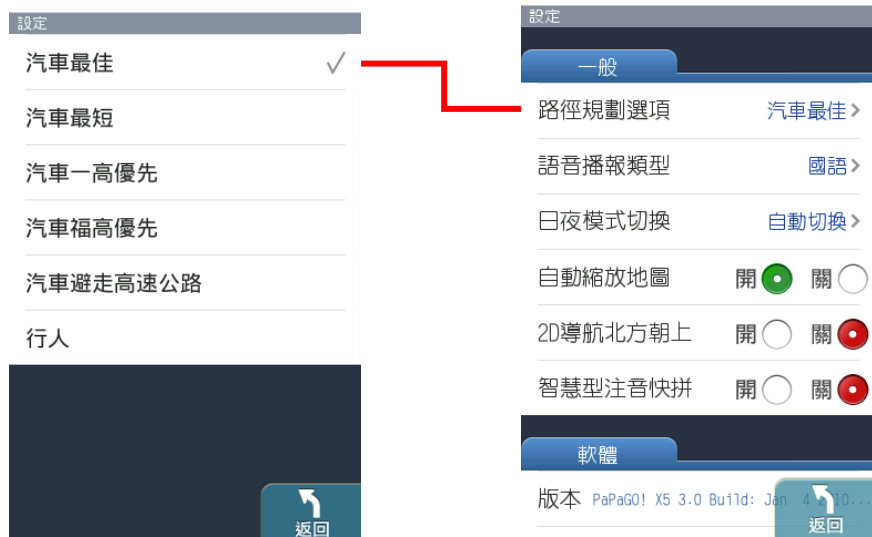 設定
汽車最佳
汽車最短
汽車一高優先
汽車福高優先
汽車避走高速公路
行人
返回
設定
一般
路徑規劃選項 汽車最佳
語音播報類型 國語
日夜模式切換 自動切換
自動縮放地圖 開 關
2D導航北方朝上 開 關
智慧型注音快拼 開 關
軟體
版本 PaPaGO! X5 3.0 Build: Jan 4
返回